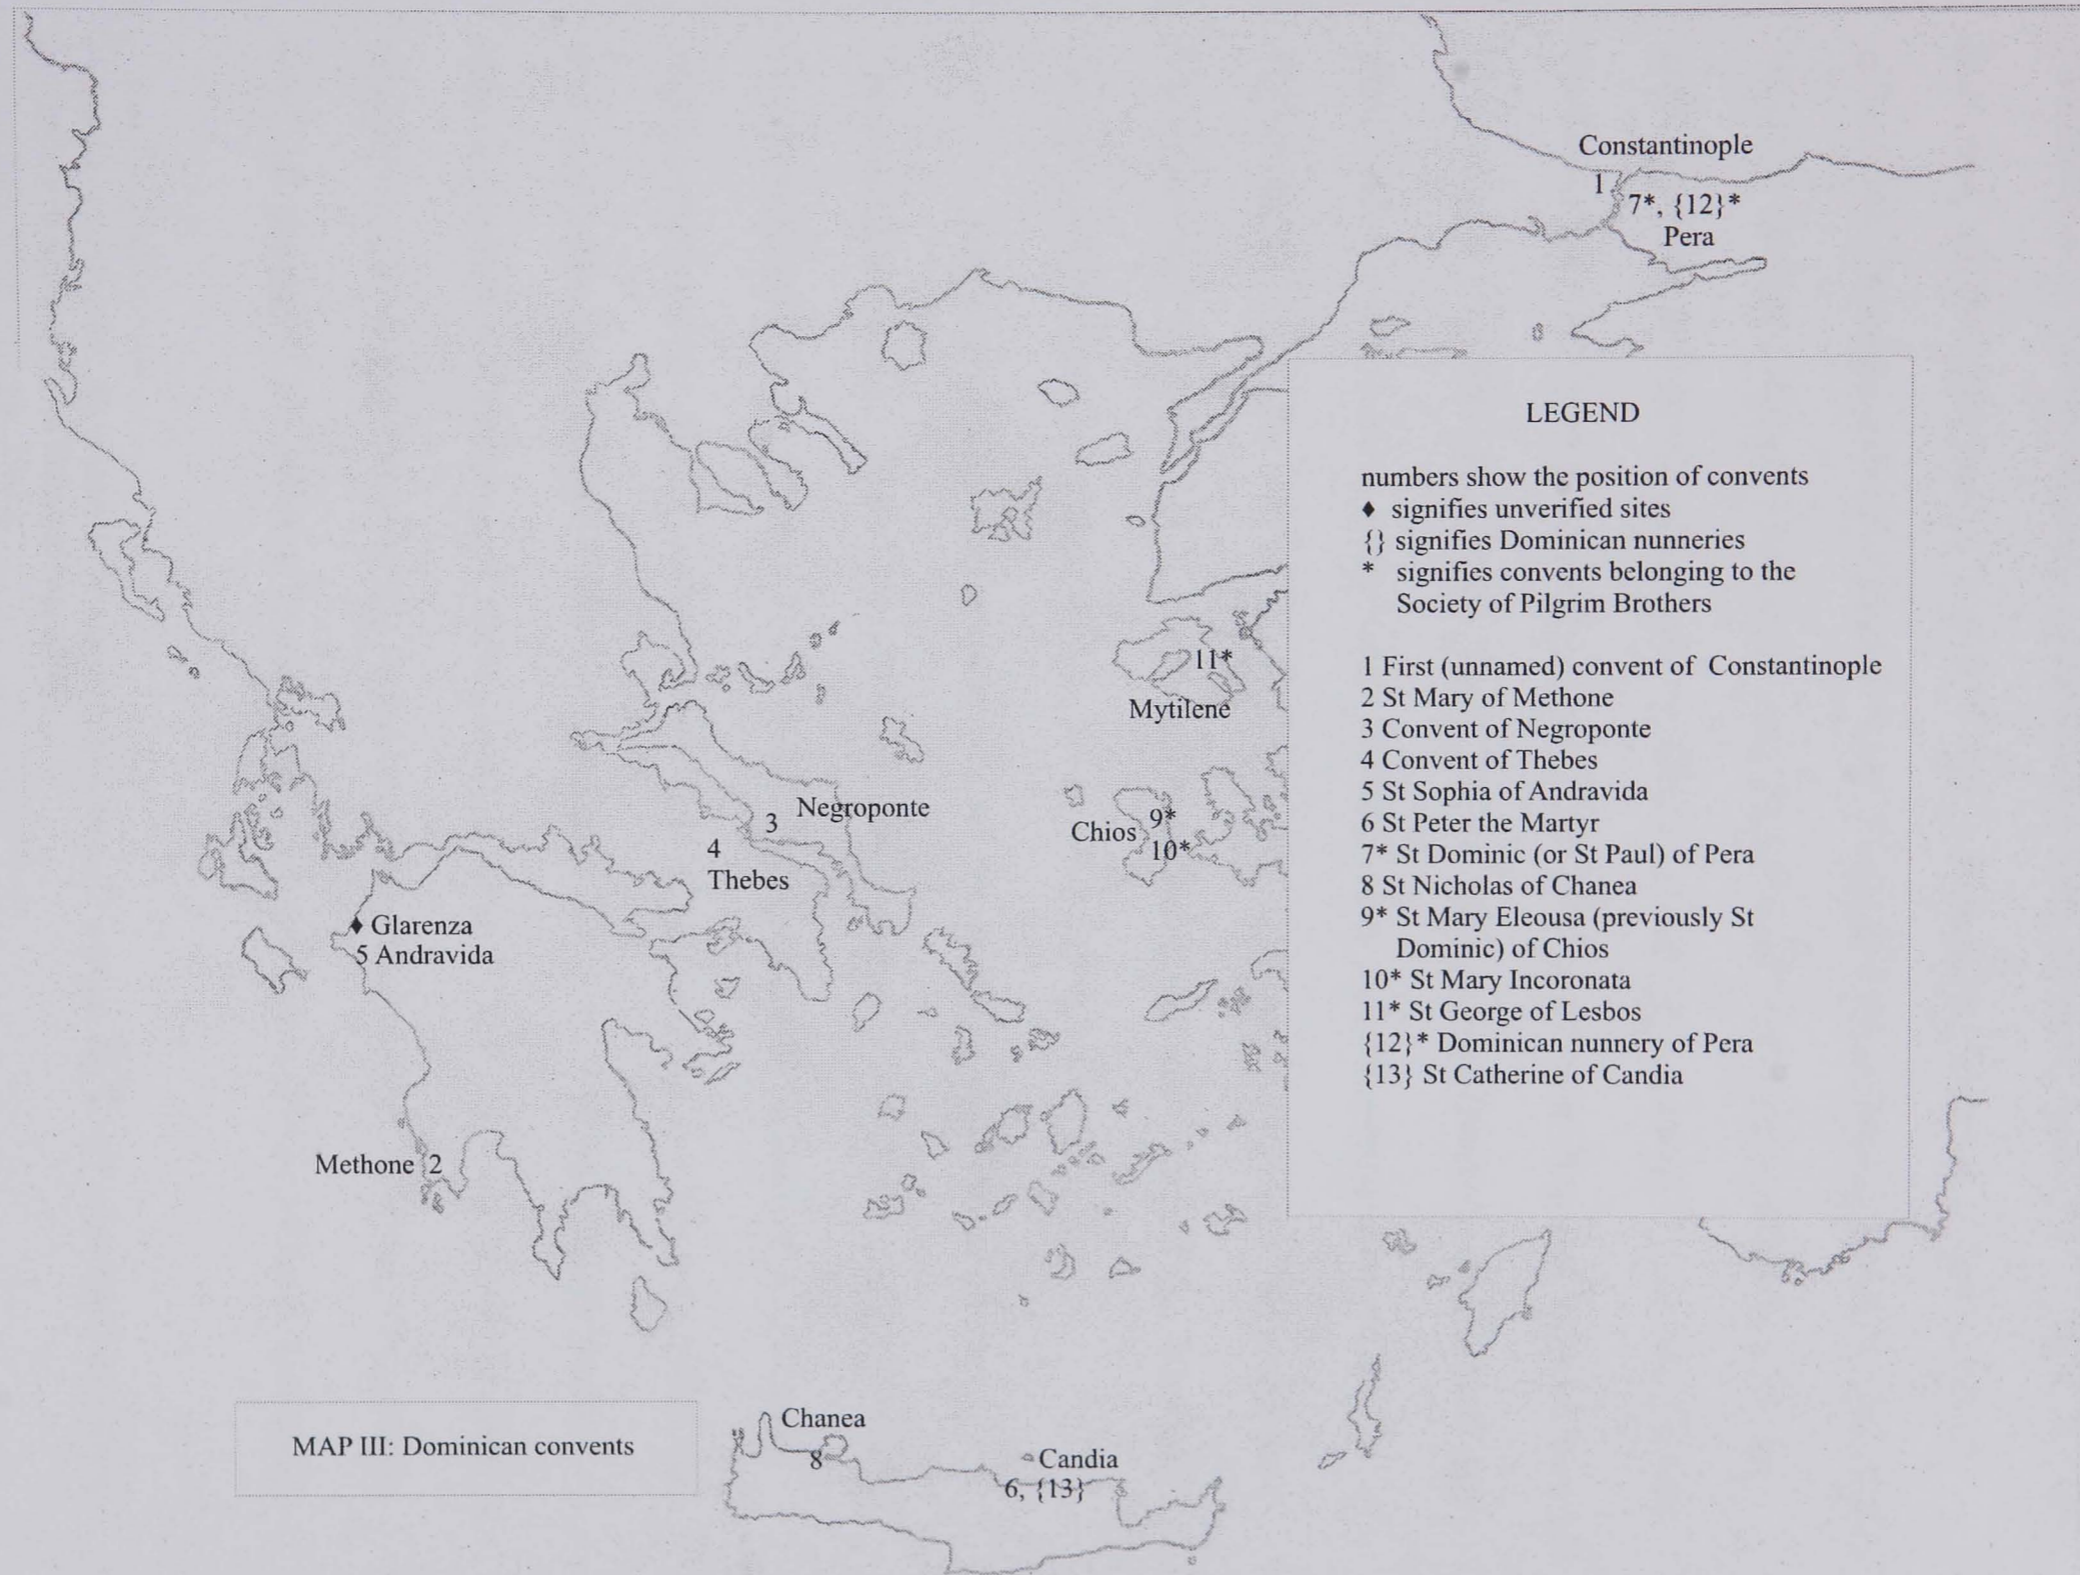 Constantinople
1
7*, {12}*
Pera
LEGEND
numbers show the position of convents
♦ signifies unverified sites
{} signifies Dominican nunneries
* signifies convents belonging to the
Society of Pilgrim Brothers
1 First (unnamed) convent of Constantinople
2 St Mary of Methone
3 Convent of Negroponte
4 Convent of Thebes
5 St Sophia of Andravida
6 St Peter the Martyr
7* St Dominic (or St Paul) of Pera
8 St Nicholas of Chanea
9* St Mary Eleousa (previously St
Dominic) of Chios
10* St Mary Incoronata
11* St George of Lesbos
{12}* Dominican nunnery of Pera
{13} St Catherine of Candia
11*
Mytilene
Negroponte
3
4
Thebes
Chios
9*
10*
♦ Glarenza
5 Andravida
Methone 2
Chanea
8
Candia
6, {13}
MAP III: Dominican convents